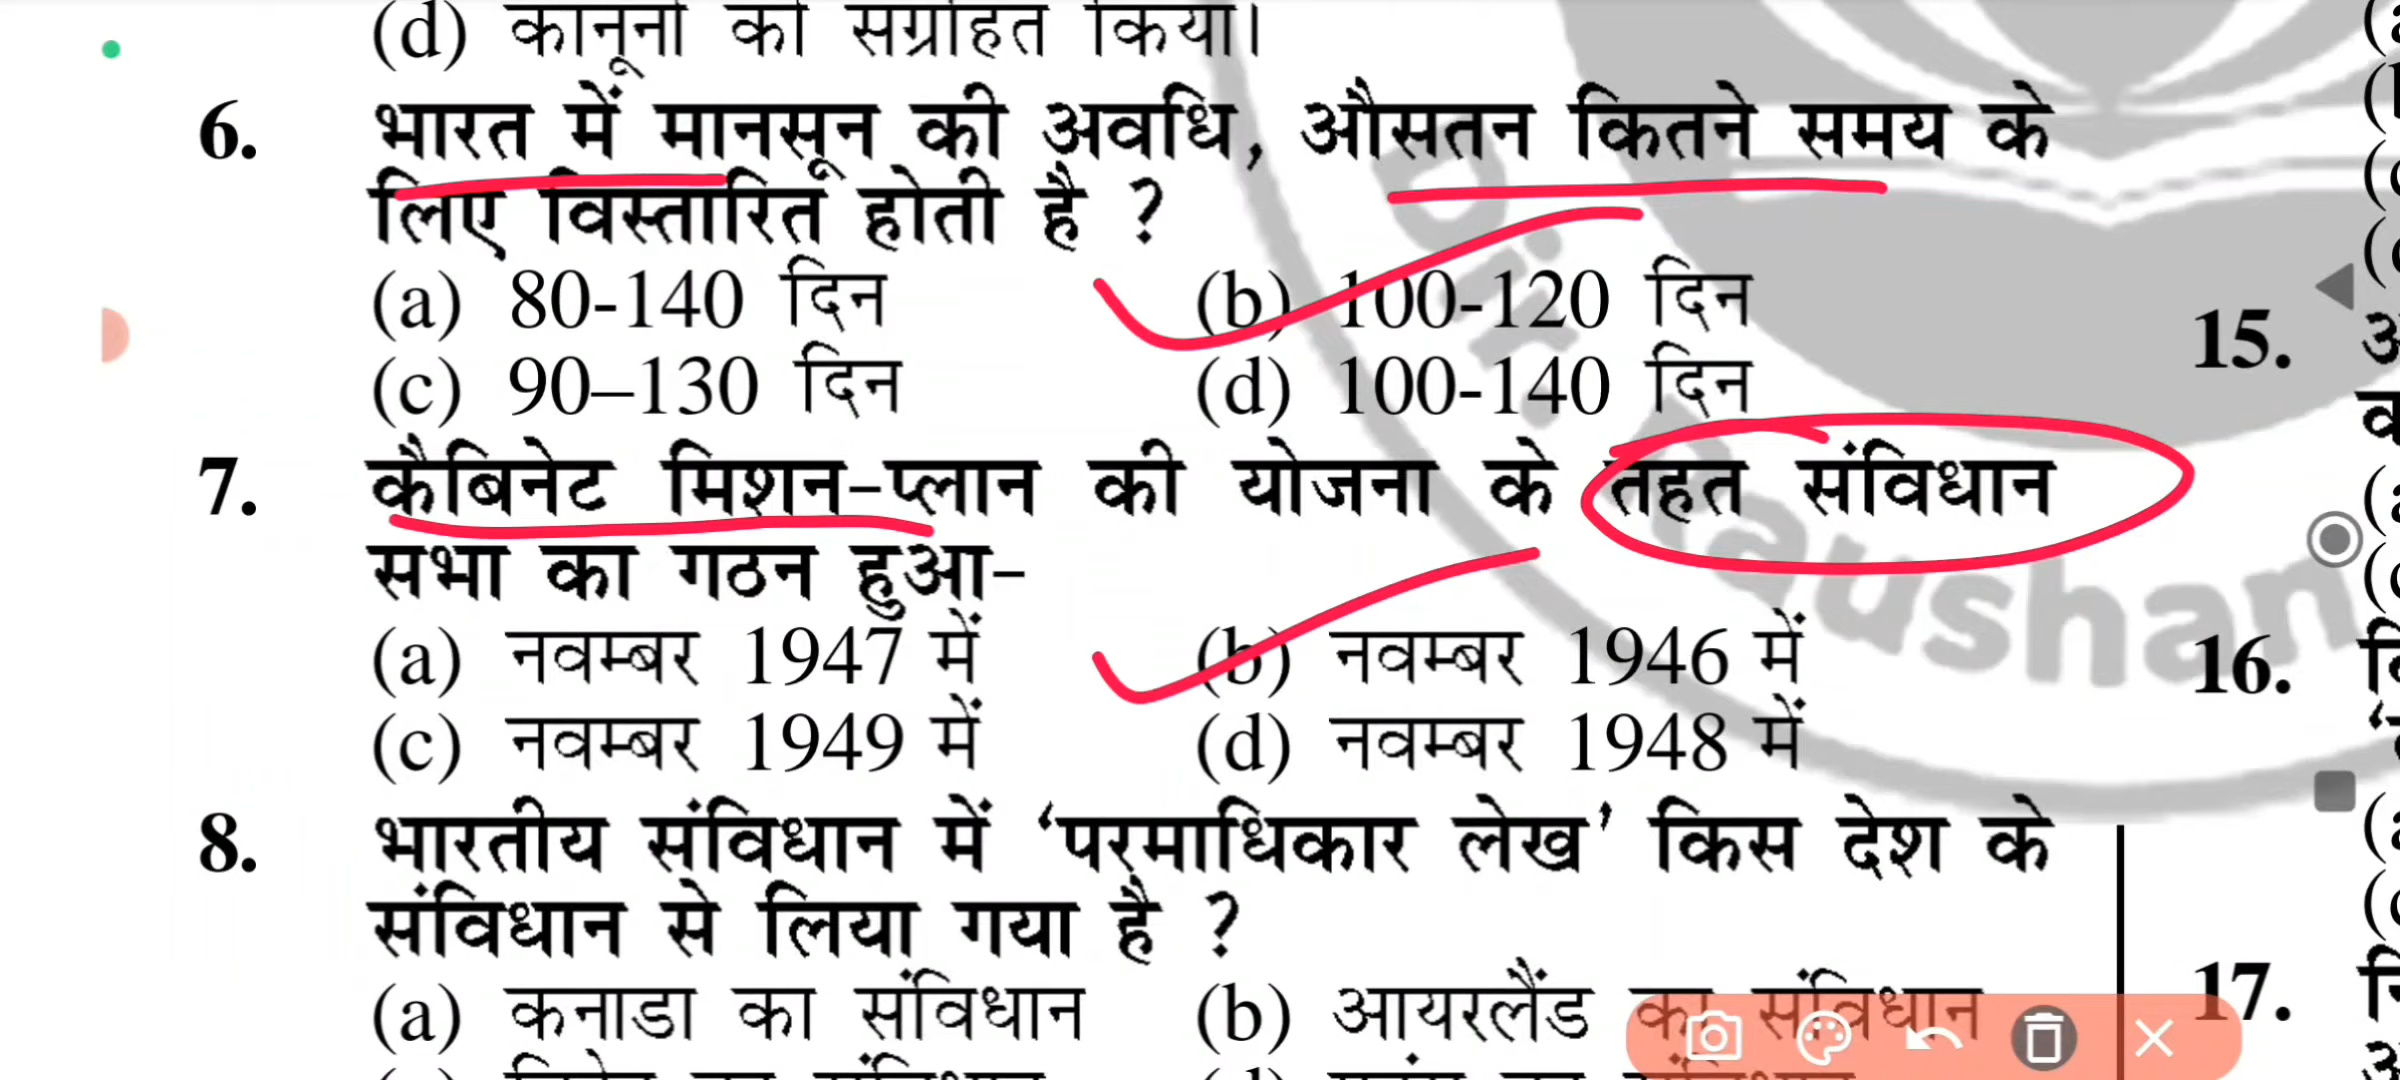 (d) कानूनों को संग्रहित किया।
6. भारत में मानसून की अवधि, औसतन कितने समय के
लिए विस्तारित होती है ?
(a) 80-140 दिन (b) 100-120 दिन
(c) 90–130 दिन (d) 100-140 दिन
7. कैबिनेट मिशन-प्लान की योजना के तहत संविधान
सभा का गठन हुआ-
(a) नवम्बर 1947 में (b) नवम्बर 1946 में
(c) नवम्बर 1949 में (d) नवम्बर 1948 में
8. भारतीय संविधान में ‘परमाधिकार लेख’ किस देश के
संविधान से लिया गया है ?
(a) कनाडा का संविधान (b) आयरलैंड का संविधान
15.
16.
17.
Dir. Raushan